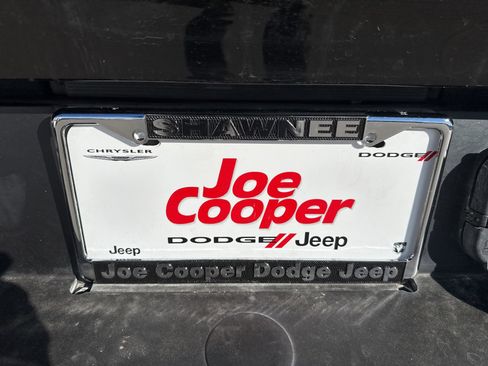 SHAWNEE
CHRYSLER
DODGE
Joe
Cooper
DODGE Jeep
Jeep
Joe Cooper Dodge Jeep